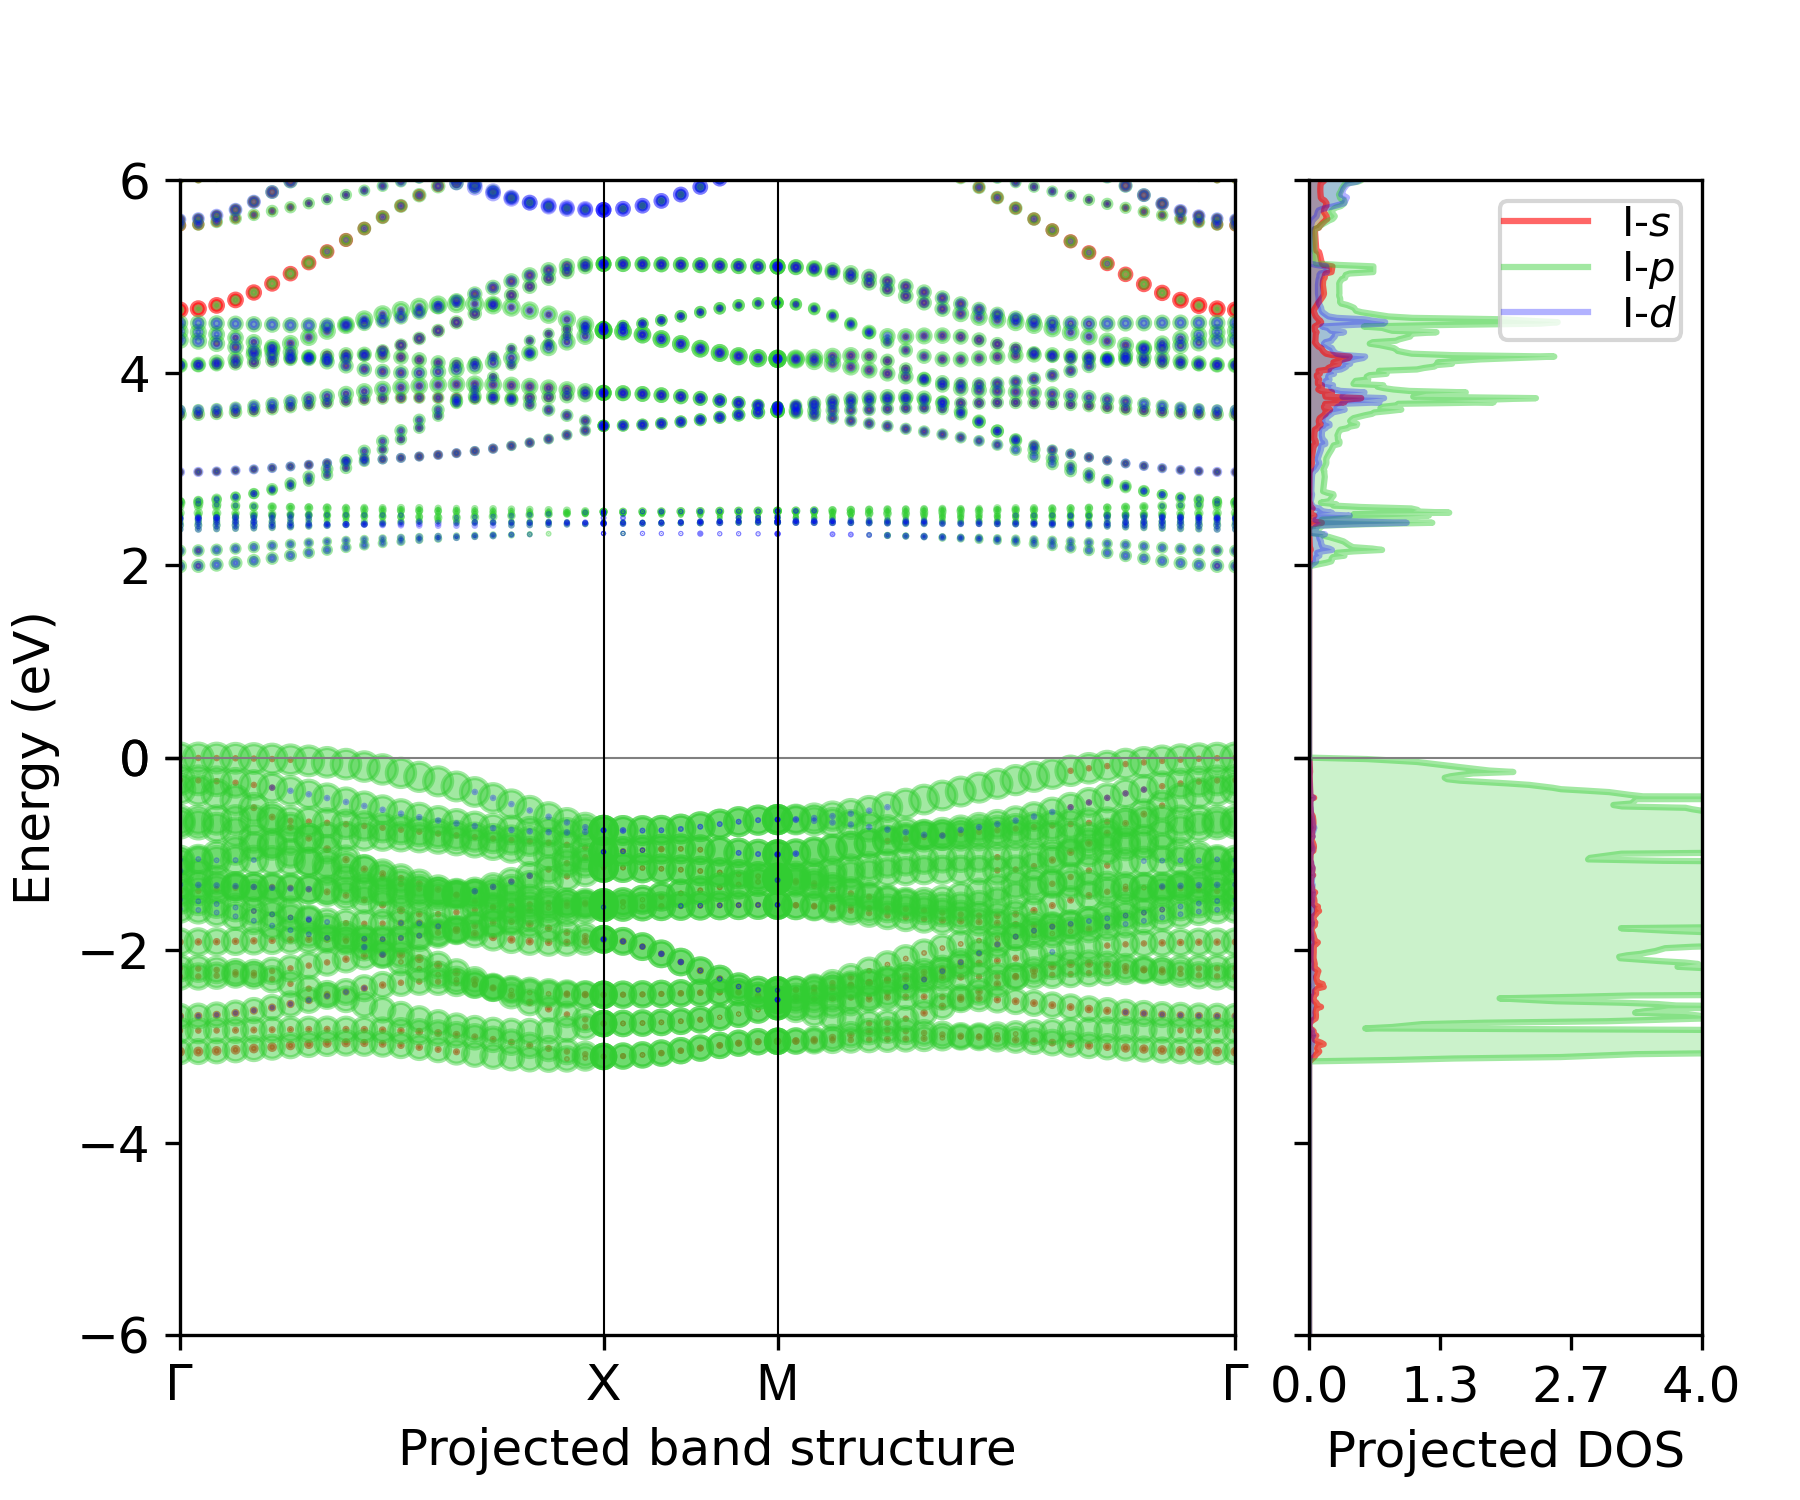 6
4
2
0
−2
−4
−6
Energy (eV)
Γ X M Γ
Projected band structure
I-s
I-p
I-d
0.0 1.3 2.7 4.0
Projected DOS